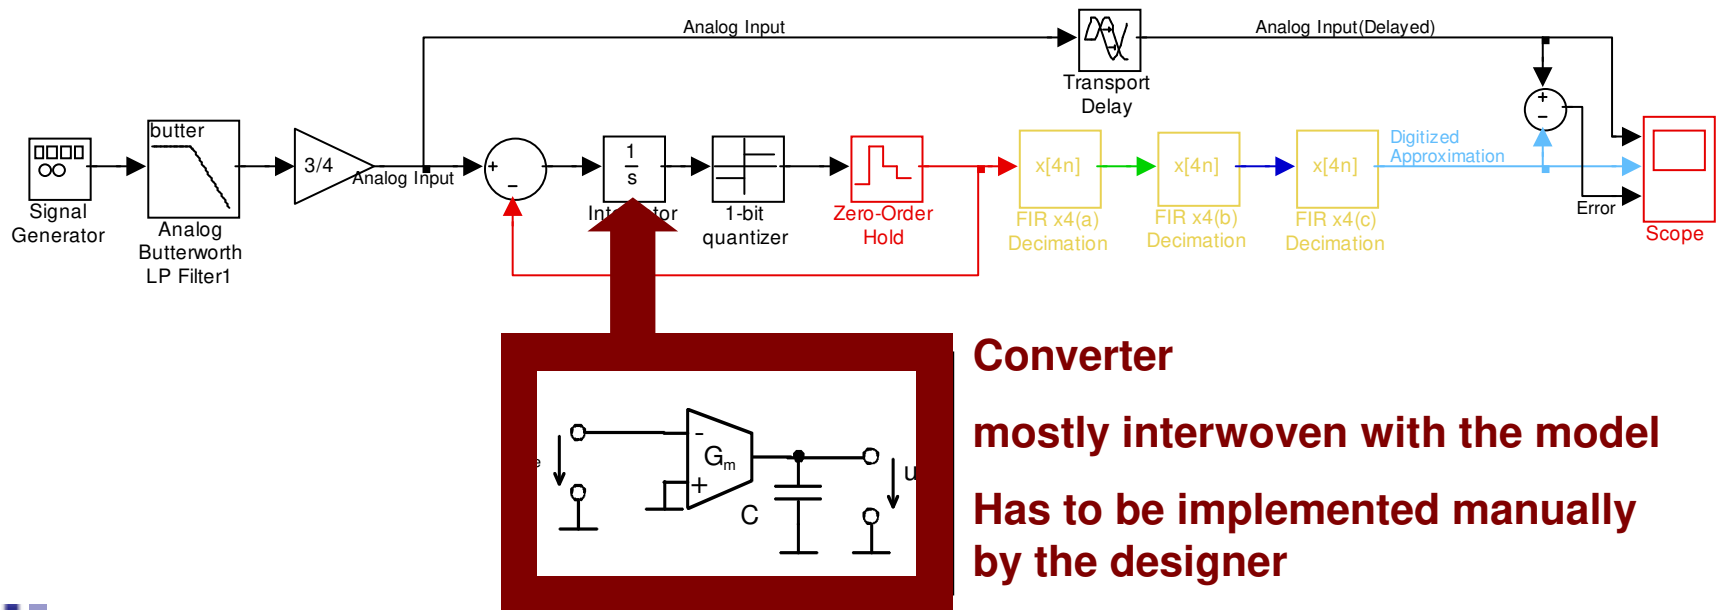 Analog Input
Analog Input(Delayed)
Transport
Delay
butter
3/4
Analog Input
+
−
1
s
x[4n]
x[4n]
x[4n]
Digitized
Approximation
+
−
Error
Signal
Generator
Analog
Butterworth
LP Filter1
1-bit
quantizer
Zero-Order
Hold
FIR x4(a)
Decimation
FIR x4(b)
Decimation
FIR x4(c)
Decimation
Scope
-
Gm
+
C
e
u
Converter
mostly interwoven with the model
Has to be implemented manually
by the designer